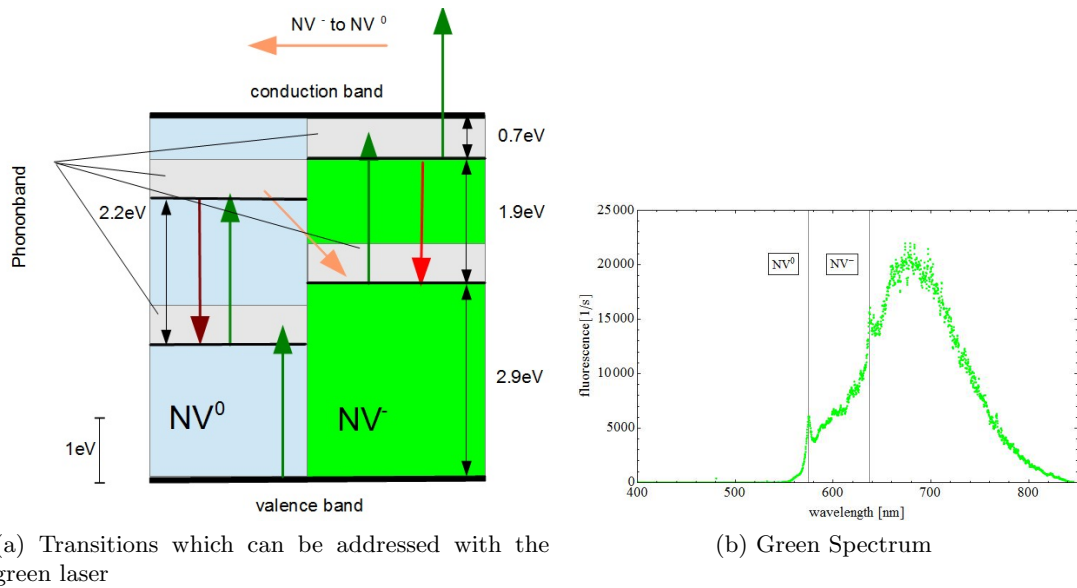 NV⁻ to NV⁰
conduction band
0.7eV
Phononband
2.2eV
1.9eV
2.9eV
NV⁰
NV⁻
1eV
valence band
(a) Transitions which can be addressed with the
green laser
25000
20000
15000
10000
5000
0
NV⁰
NV⁻
fluorescence[1/s]
400
500
600
700
800
wavelength [nm]
(b) Green Spectrum